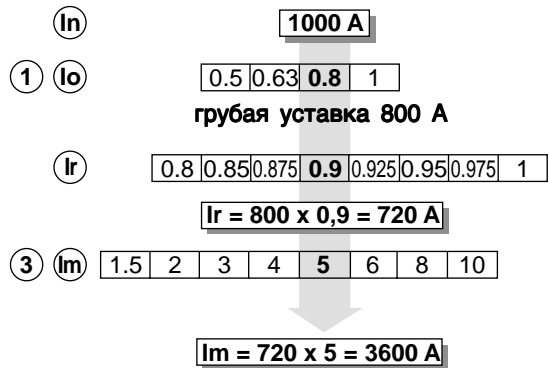 In 1000 A
1 Io 0.5 0.63 0.8 1
грубая уставка 800 А
Ir 0.8 0.85 0.875 0.9 0.925 0.95 0.975 1
Ir = 800 x 0,9 = 720 A
3 Im 1.5 2 3 4 5 6 8 10
Im = 720 x 5 = 3600 A